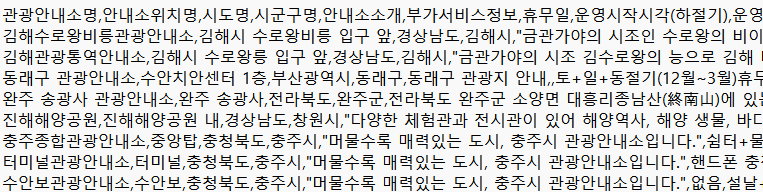 관광안내소명,안내소위치명,시도명,시군구명,안내소소개,부가서비스정보,휴무일,운영시작시각(하절기),운영
김해수로왕비릉관광안내소,김해시 수로왕비릉 입구 앞,경상남도,김해시,"금관가야의 시조인 수로왕의 비이
김해관광통역안내소,김해시 수로왕릉 입구 앞,경상남도,김해시,"금관가야의 시조 김수로왕의 능으로 김해
동래구 관광안내소,수안치안센터 1층,부산광역시,동래구,동래구 관광지 안내,,토+일+동절기(12월~3월)휴무
완주 송광사 관광안내소,완주 송광사,전라북도,완주군,전라북도 완주군 소양면 대흥리종남산(終南山)에 있는
진해해양공원,진해해양공원 내,경상남도,창원시,"다양한 체험관과 전시관이 있어 해양역사, 해양 생물, 바다
충주종합관광안내소,중앙탑,충청북도,충주시,"머물수록 매력있는 도시, 충주시 관광안내소입니다.",쉼터+물
터미널관광안내소,터미널,충청북도,충주시,"머물수록 매력있는 도시, 충주시 관광안내소입니다.",핸드폰 충
수안보관광안내소,수안보,충청북도,충주시,"머물수록 매력있는 도시, 충주시 관광안내소입니다.",없음,설날